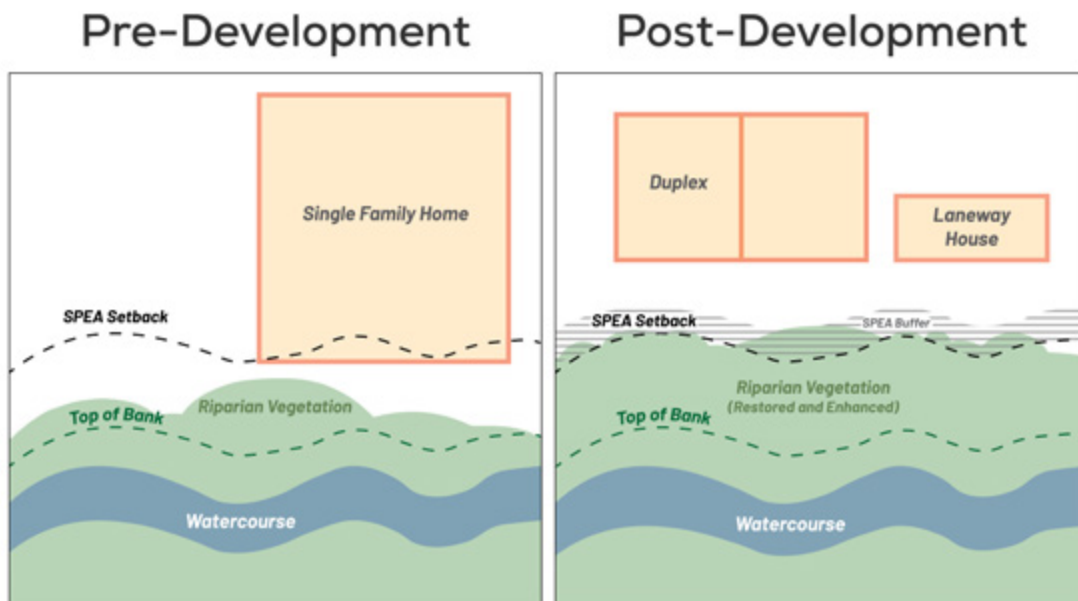 Pre-Development
Single Family Home
SPEA Setback
Riparian Vegetation
Top of Bank
Watercourse
Post-Development
Duplex
Laneway
House
SPEA Setback
SPEA Buffer
Riparian Vegetation
(Restored and Enhanced)
Top of Bank
Watercourse